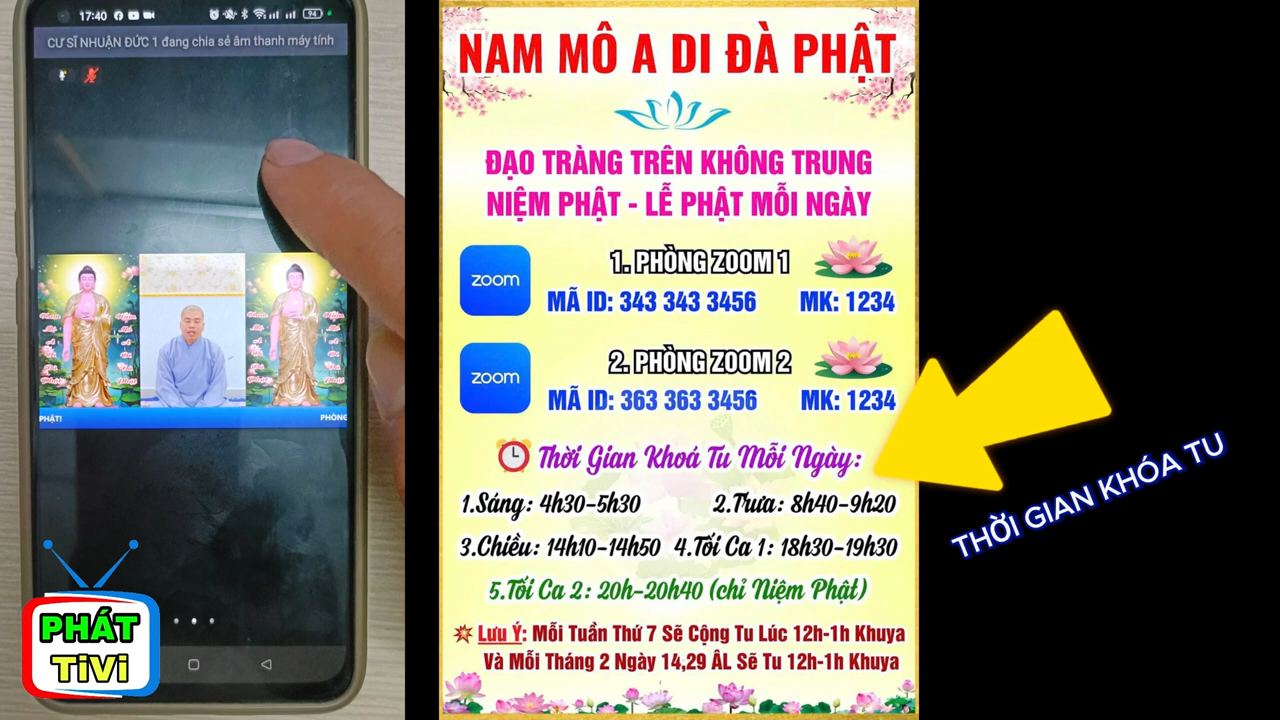 17:40
94
CƯ SĨ NHUẬN ĐỨC 1 đang chia sẻ âm thanh máy tính
PHẬT!
PHÒNG
PHÁT
TiVi
NAM MÔ A DI ĐÀ PHẬT
ĐẠO TRÀNG TRÊN KHÔNG TRUNG
NIỆM PHẬT - LỄ PHẬT MỖI NGÀY
zoom
1. PHÒNG ZOOM 1
MÃ ID: 343 343 3456 MK: 1234
zoom
2. PHÒNG ZOOM 2
MÃ ID: 363 363 3456 MK: 1234
Thời Gian Khoá Tu Mỗi Ngày:
1.Sáng: 4h30-5h30 2.Trưa: 8h40-9h20
3.Chiều: 14h10-14h50 4.Tối Ca 1: 18h30-19h30
5.Tối Ca 2: 20h-20h40 (chỉ Niệm Phật)
Lưu Ý: Mỗi Tuần Thứ 7 Sẽ Cộng Tu Lúc 12h-1h Khuya
Và Mỗi Tháng 2 Ngày 14,29 ÂL Sẽ Tu 12h-1h Khuya
THỜI GIAN KHÓA TU